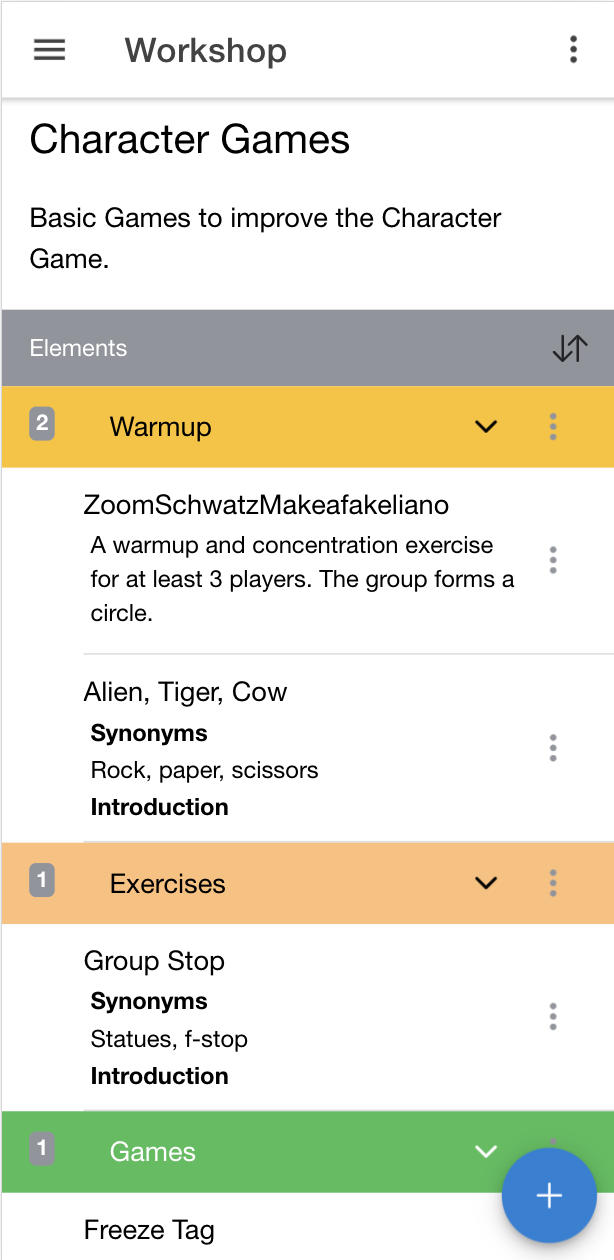 Workshop
Character Games
Basic Games to improve the Character
Game.
Elements
2 Warmup
ZoomSchwatzMakeafakeliano
A warmup and concentration exercise
for at least 3 players. The group forms a
circle.
Alien, Tiger, Cow
Synonyms
Rock, paper, scissors
Introduction
1 Exercises
Group Stop
Synonyms
Statues, f-stop
Introduction
1 Games
Freeze Tag